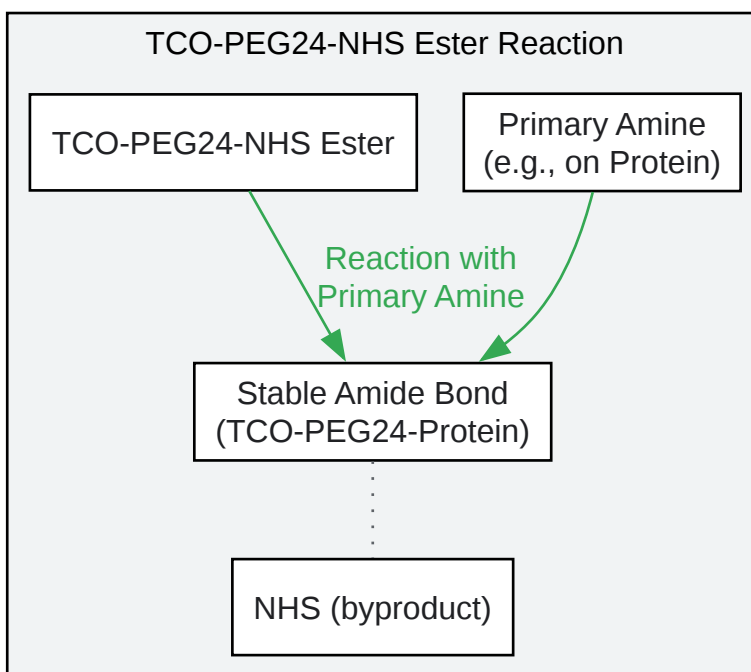 TCO-PEG24-NHS Ester Reaction
TCO-PEG24-NHS Ester
Primary Amine
(e.g., on Protein)
Reaction with
Primary Amine
Stable Amide Bond
(TCO-PEG24-Protein)
NHS (byproduct)